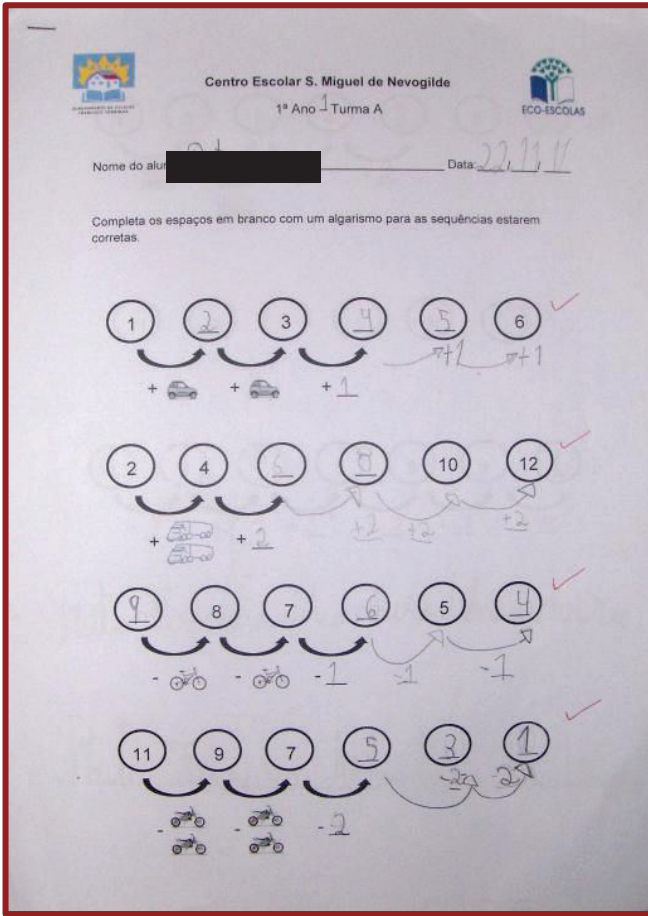 Centro Escolar S. Miguel de Nevogilde
1º Ano 1 Turma A
ECO-ESCOLAS
Nome do alu
Data: 22, 11, 11
Completa os espaços em branco com um algarismo para as sequências estarem
corretas.
1 2 3 4 5 6
+ + + 1 +1 +1
2 4 6 8 10 12
+ + 2 +2 +2 +2
9 8 7 6 5 4
- - -1 -1 -1
11 9 7 5 3 1
- - -2 -2 -2